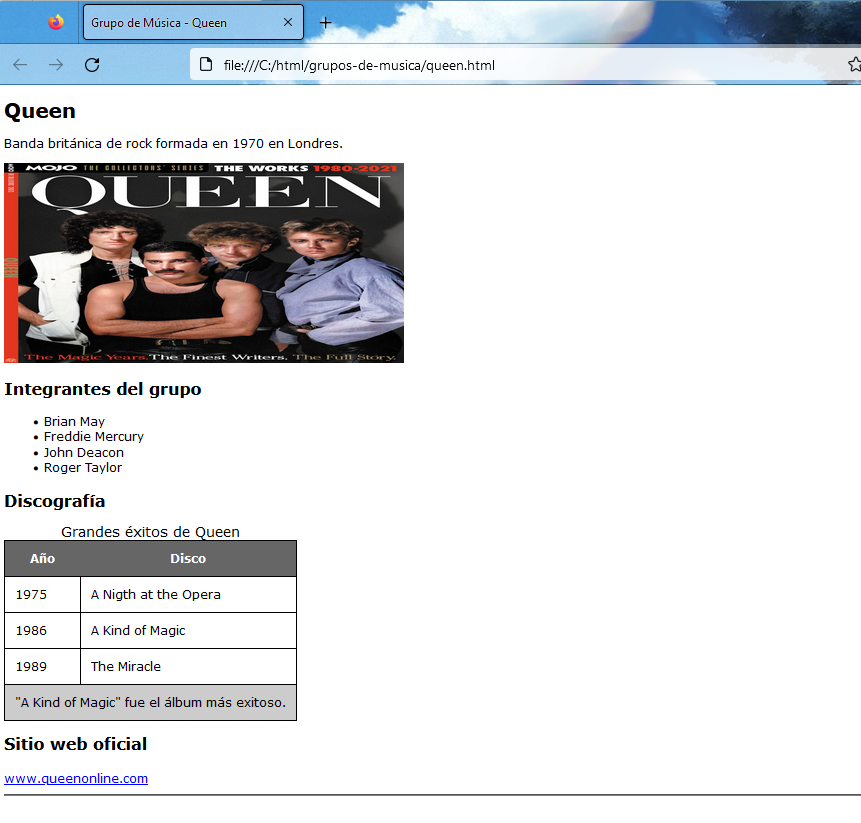 Grupo de Música - Queen
file:///C:/html/grupos-de-musica/queen.html
Queen
Banda británica de rock formada en 1970 en Londres.
MOJO THE COLLECTORS' SERIES THE WORKS 1980-2021
QUEEN
QUEEN
The Magic Years. The Finest Writers. The Full Story.
Integrantes del grupo
• Brian May
• Freddie Mercury
• John Deacon
• Roger Taylor
Discografía
Grandes éxitos de Queen
Año Disco
1975 A Nigth at the Opera
1986 A Kind of Magic
1989 The Miracle
"A Kind of Magic" fue el álbum más exitoso.
Sitio web oficial
www.queenonline.com